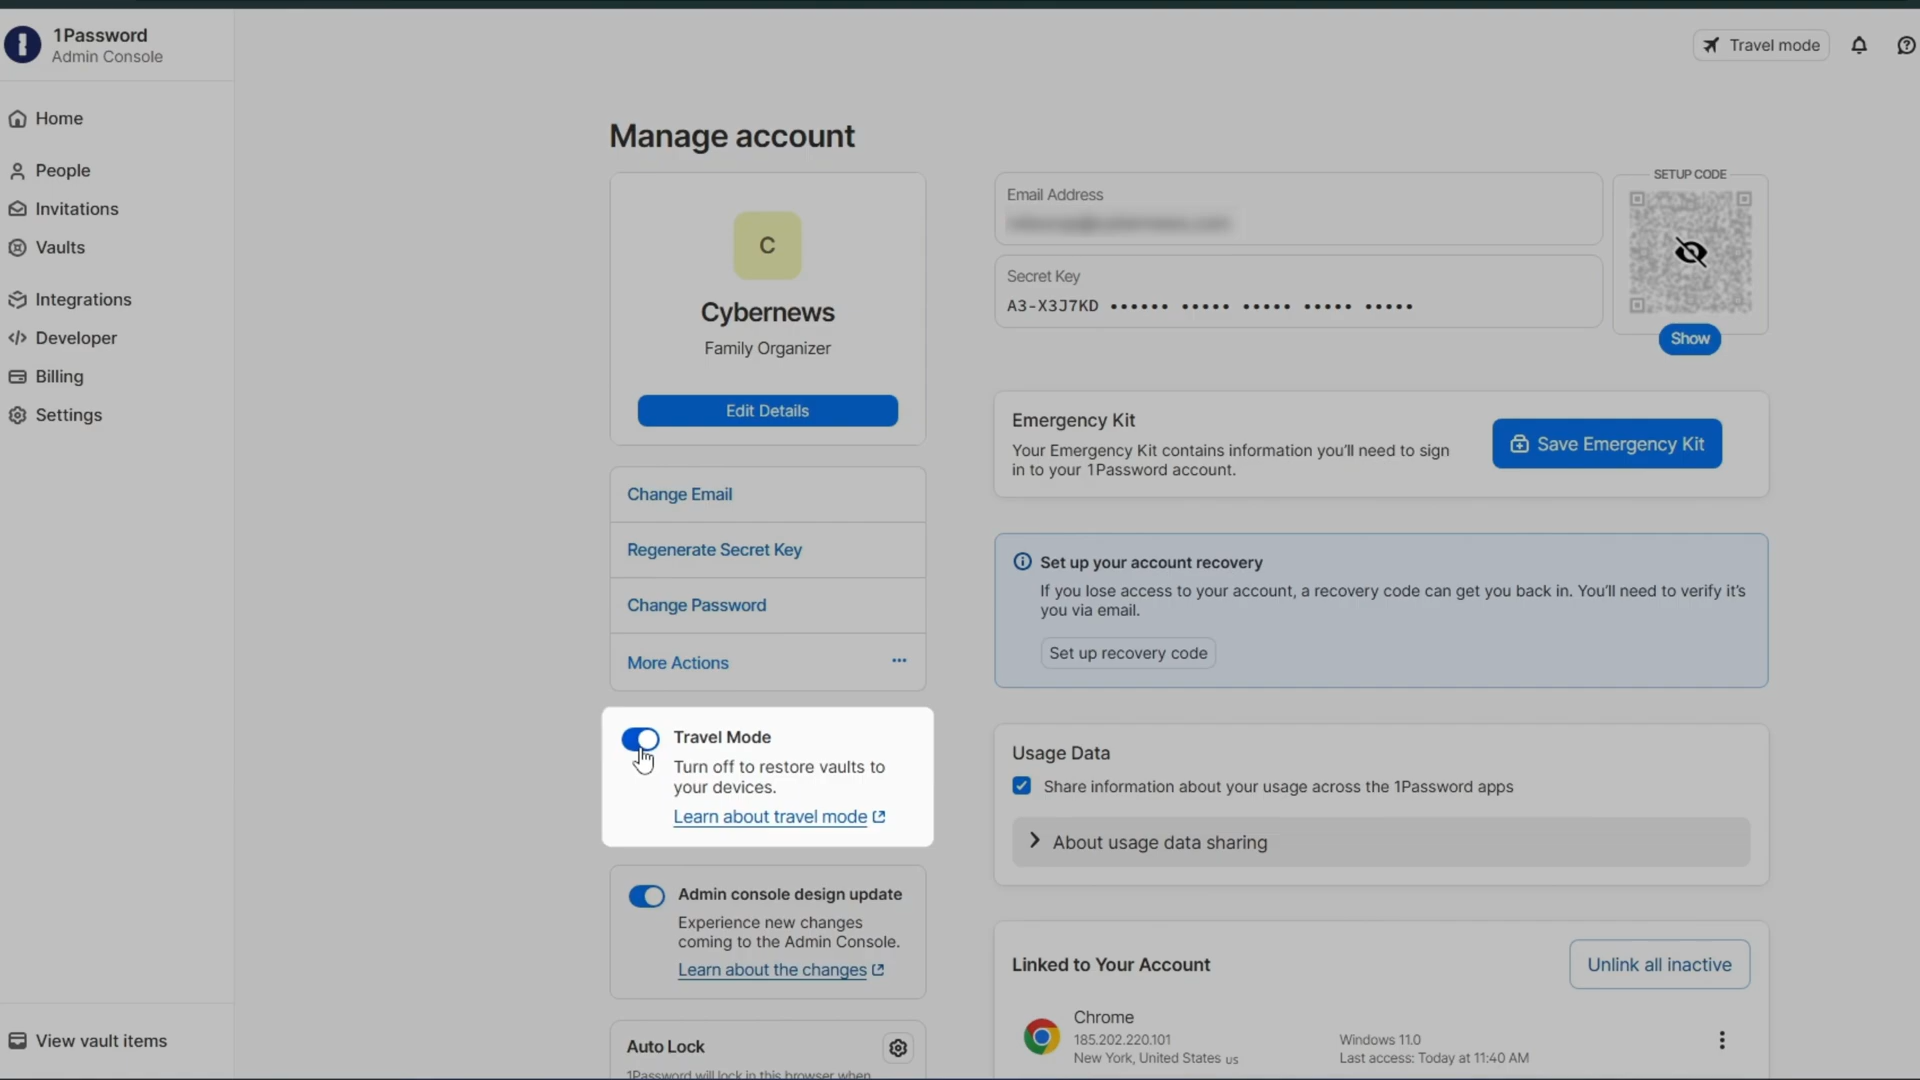 1Password
Admin Console
Travel mode
Home
People
Invitations
Vaults
Integrations
Developer
Billing
Settings
View vault items
Manage account
C
Cybernews
Family Organizer
Edit Details
Change Email
Regenerate Secret Key
Change Password
More Actions
Travel Mode
Turn off to restore vaults to
your devices.
Learn about travel mode
Admin console design update
Experience new changes
coming to the Admin Console.
Learn about the changes
Auto Lock
1Password will lock in this browser when
Email Address
Secret Key
A3-X3J7KD •••••• ••••• ••••• ••••• •••••
SETUP CODE
Show
Emergency Kit
Your Emergency Kit contains information you'll need to sign
in to your 1Password account.
Save Emergency Kit
Set up your account recovery
If you lose access to your account, a recovery code can get you back in. You'll need to verify it's
you via email.
Set up recovery code
Usage Data
Share information about your usage across the 1Password apps
About usage data sharing
Linked to Your Account
Unlink all inactive
Chrome
185.202.220.101
New York, United States us
Windows 11.0
Last access: Today at 11:40 AM